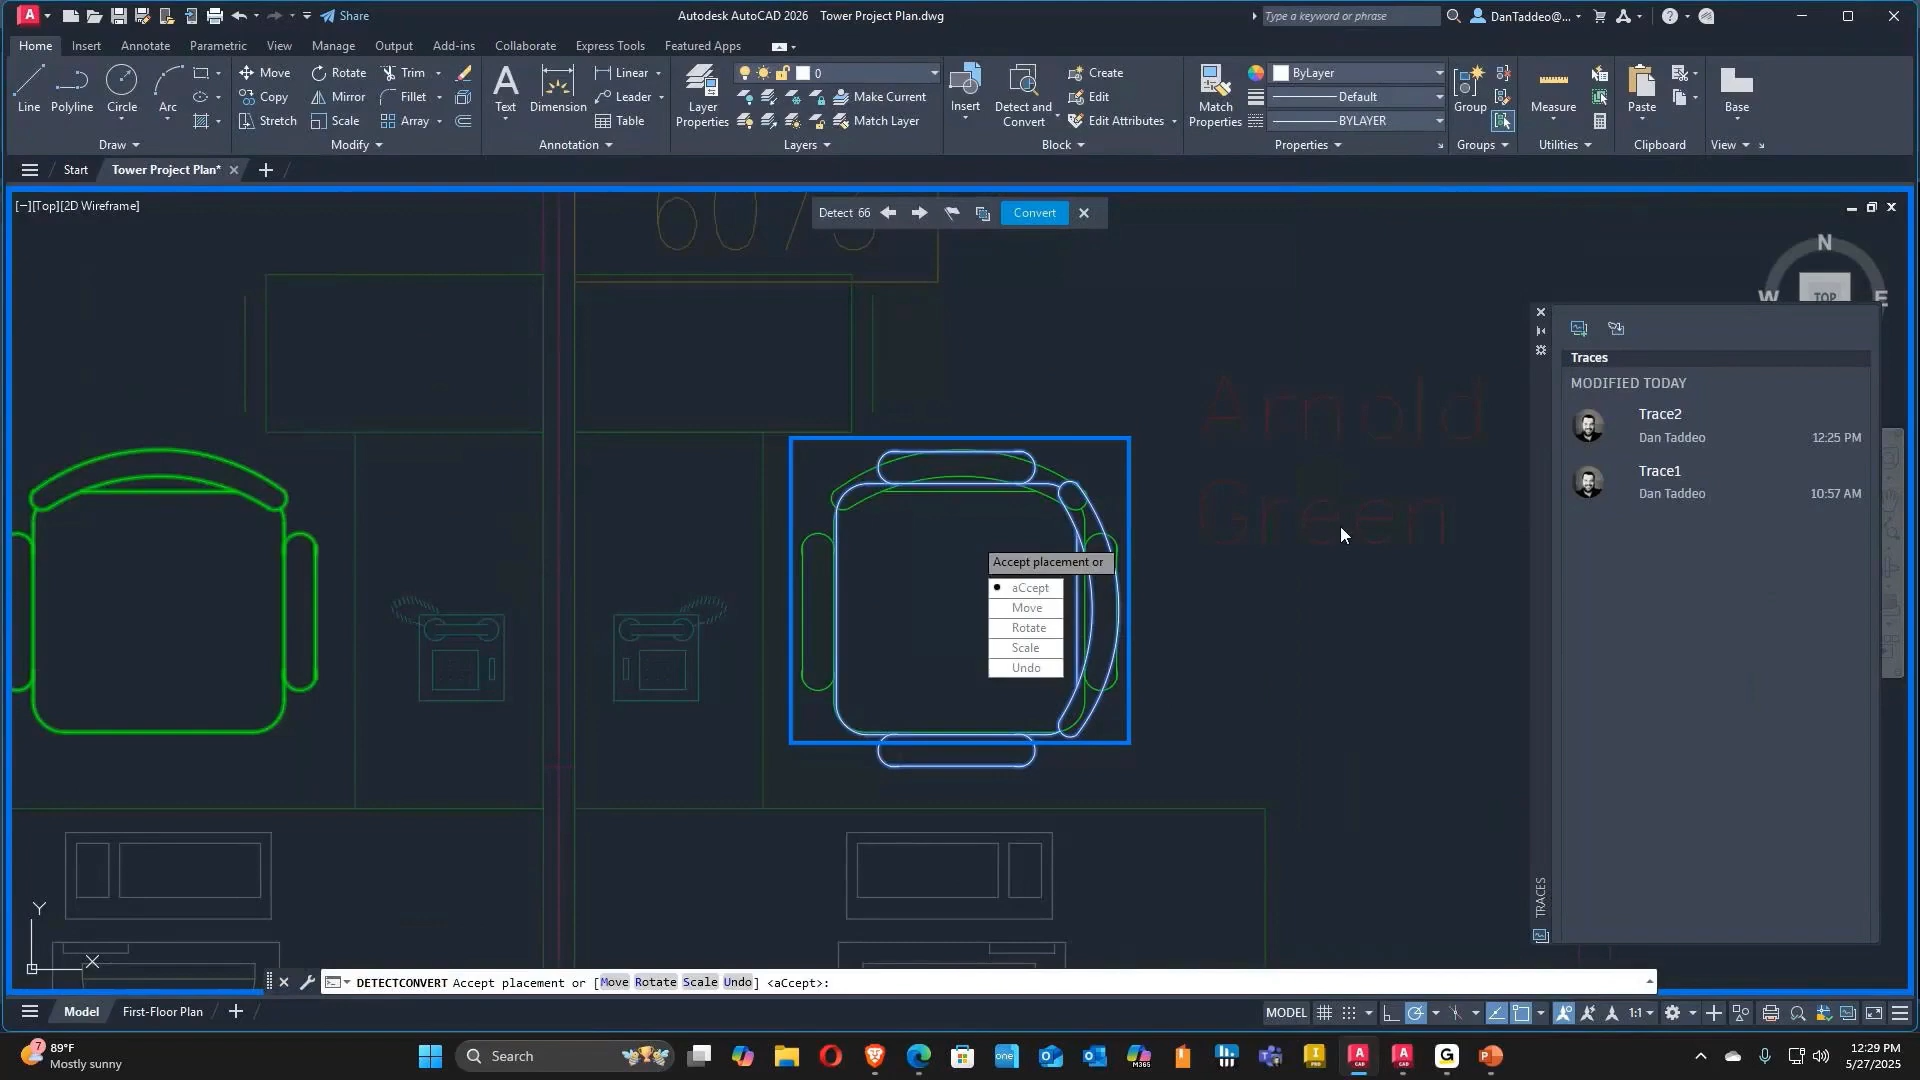 Share
Autodesk AutoCAD 2026 Tower Project Plan.dwg
Type a keyword or phrase
DanTaddeo@...
Home Insert Annotate Parametric View Manage Output Add-ins Collaborate Express Tools Featured Apps
Line Polyline Circle Arc
Move Rotate Trim
Copy Mirror Fillet
Stretch Scale Array
Text Dimension
Linear
Leader
Table
Layer Properties
0
Make Current
Match Layer
Insert
Detect and Convert
Create
Edit
Edit Attributes
Match Properties
ByLayer
Default
BYLAYER
Group
Measure
Paste
Base
Draw Modify Annotation Layers Block Properties Groups Utilities Clipboard View
Start Tower Project Plan*
[−][Top][2D Wireframe]
Detect 66
Convert
N
W TOP E
Arnold
Green
Traces
MODIFIED TODAY
Trace2
Dan Taddeo 12:25 PM
Trace1
Dan Taddeo 10:57 AM
TRACES
Accept placement or
aCcept
Move
Rotate
Scale
Undo
Y
X
DETECTCONVERT Accept placement or [Move Rotate Scale Undo] <aCcept>:
Model First-Floor Plan
MODEL
1:1
7
89°F
Mostly sunny
Search
one
M365
12:29 PM
5/27/2025